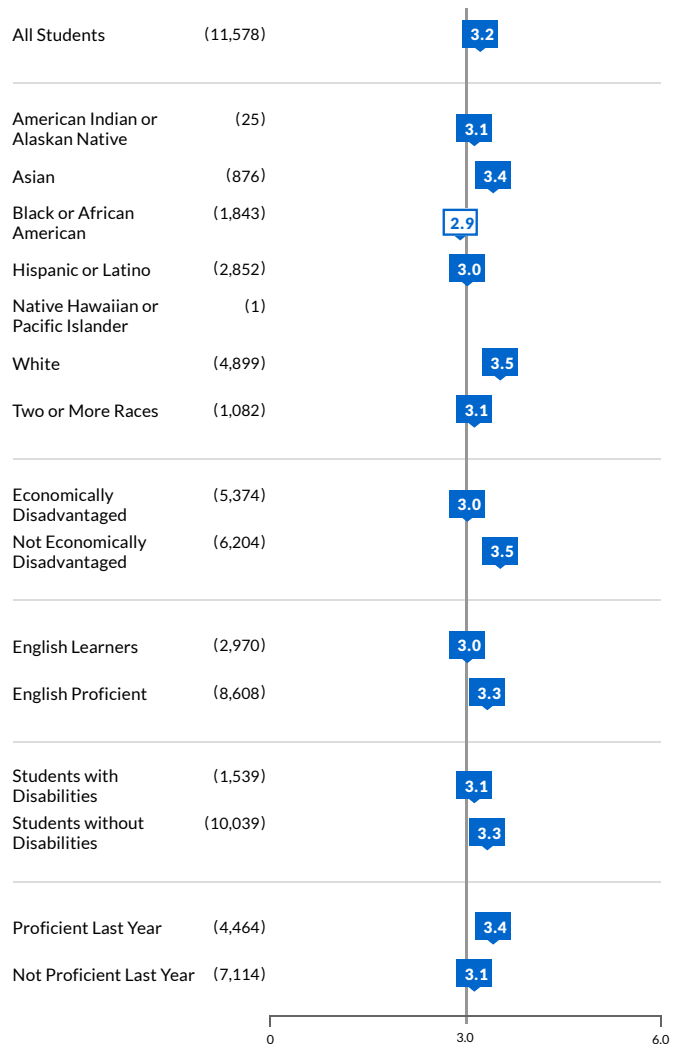 All Students (11,578) 3.2
American Indian or
Alaskan Native (25) 3.1
Asian (876) 3.4
Black or African
American (1,843) 2.9
Hispanic or Latino (2,852) 3.0
Native Hawaiian or
Pacific Islander (1)
White (4,899) 3.5
Two or More Races (1,082) 3.1
Economically
Disadvantaged (5,374) 3.0
Not Economically
Disadvantaged (6,204) 3.5
English Learners (2,970) 3.0
English Proficient (8,608) 3.3
Students with
Disabilities (1,539) 3.1
Students without
Disabilities (10,039) 3.3
Proficient Last Year (4,464) 3.4
Not Proficient Last Year (7,114) 3.1
0 3.0 6.0